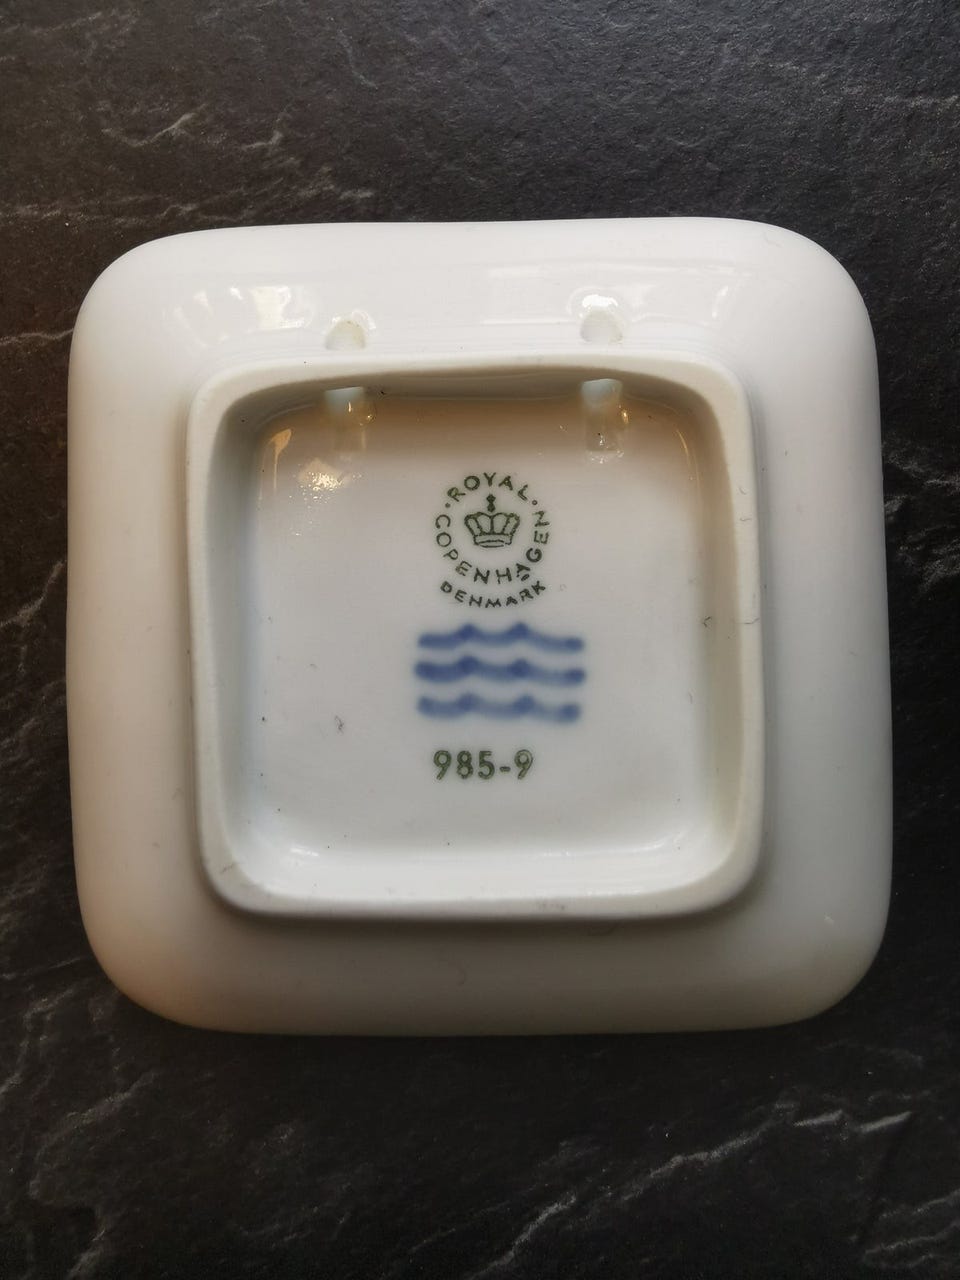 ROYAL
COPENHAGEN
DENMARK
985-9